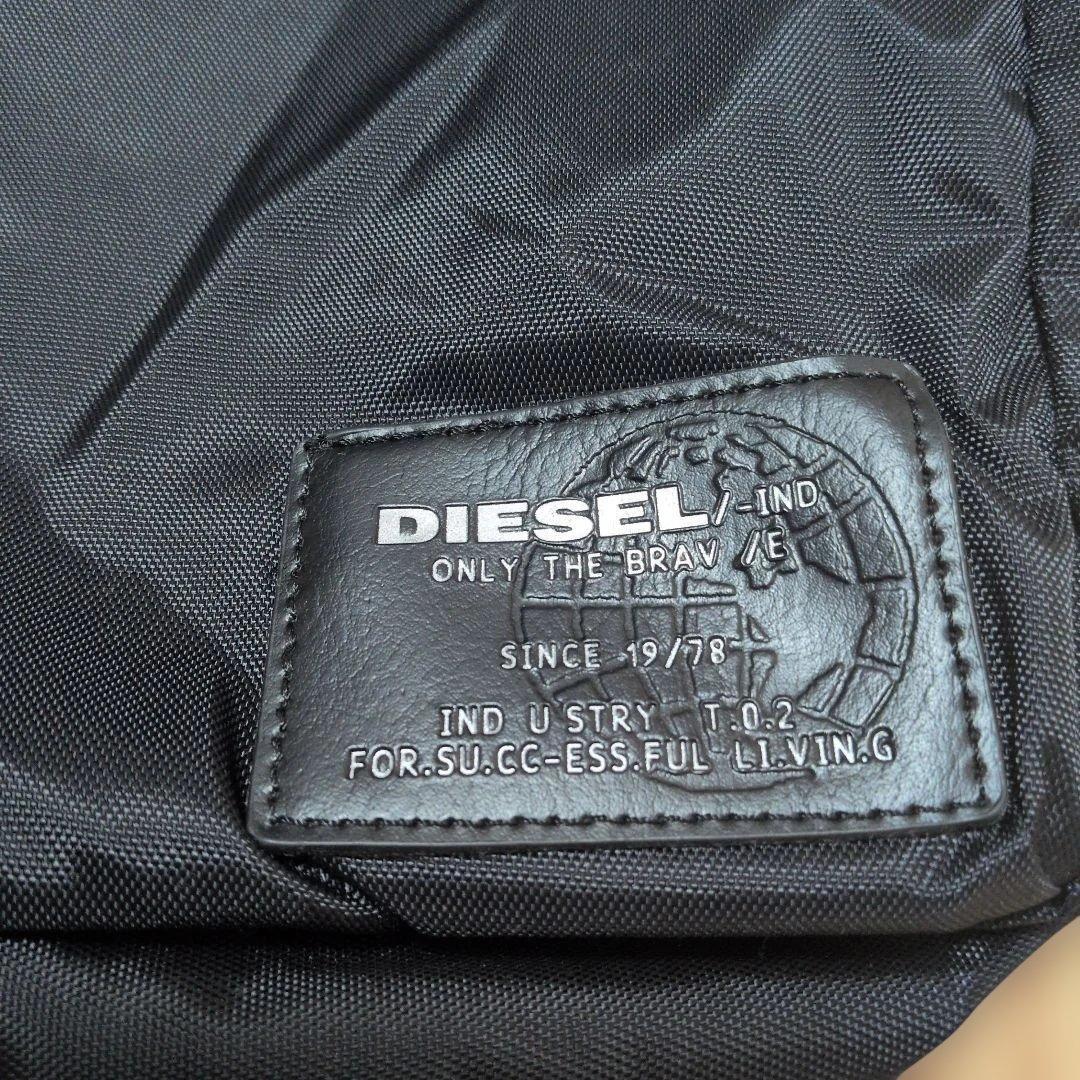 DIESEL/-IND
ONLY THE BRAV /E
SINCE 19/78
IND U STRY T.0.2
FOR.SU.CC-ESS.FUL LI.VIN.G